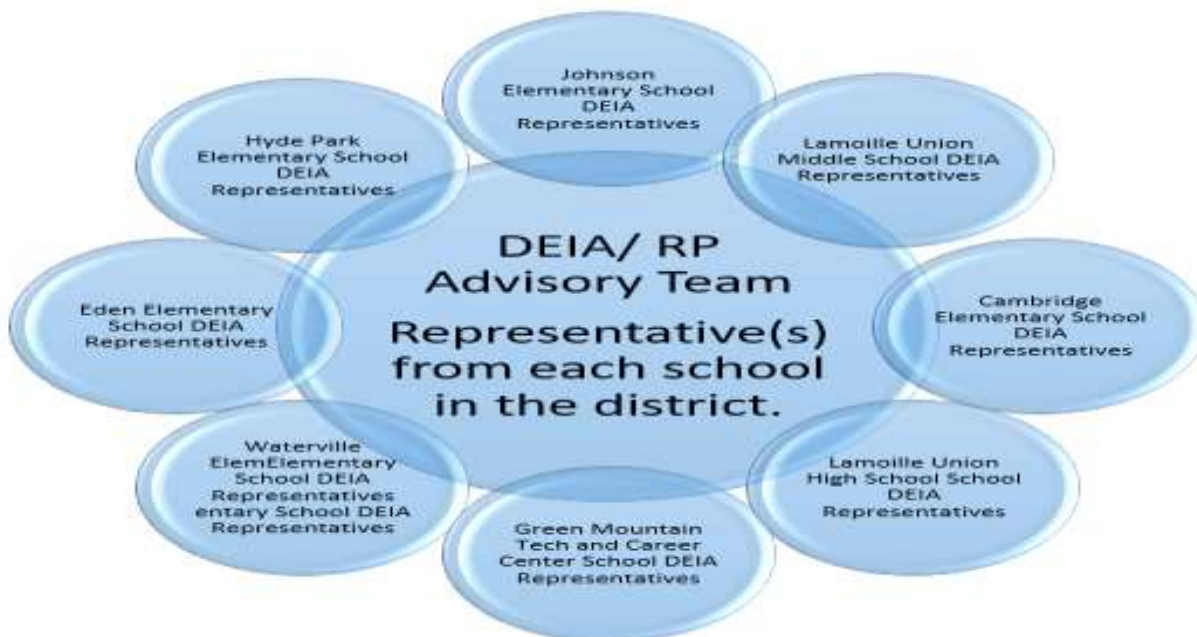 Johnson
Elementary School
DEIA
Representatives
Lamoille Union
Middle School DEIA
Representatives
Cambridge
Elementary School
DEIA
Representatives
Lamoille Union
High School School
DEIA
Representatives
Green Mountain
Tech and Career
Center School DEIA
Representatives
Waterville
ElemElementary
School DEIA
Representatives
entary School DEIA
Representatives
Eden Elementary
School DEIA
Representatives
Hyde Park
Elementary School
DEIA
Representatives
DEIA/ RP
Advisory Team
Representative(s)
from each school
in the district.